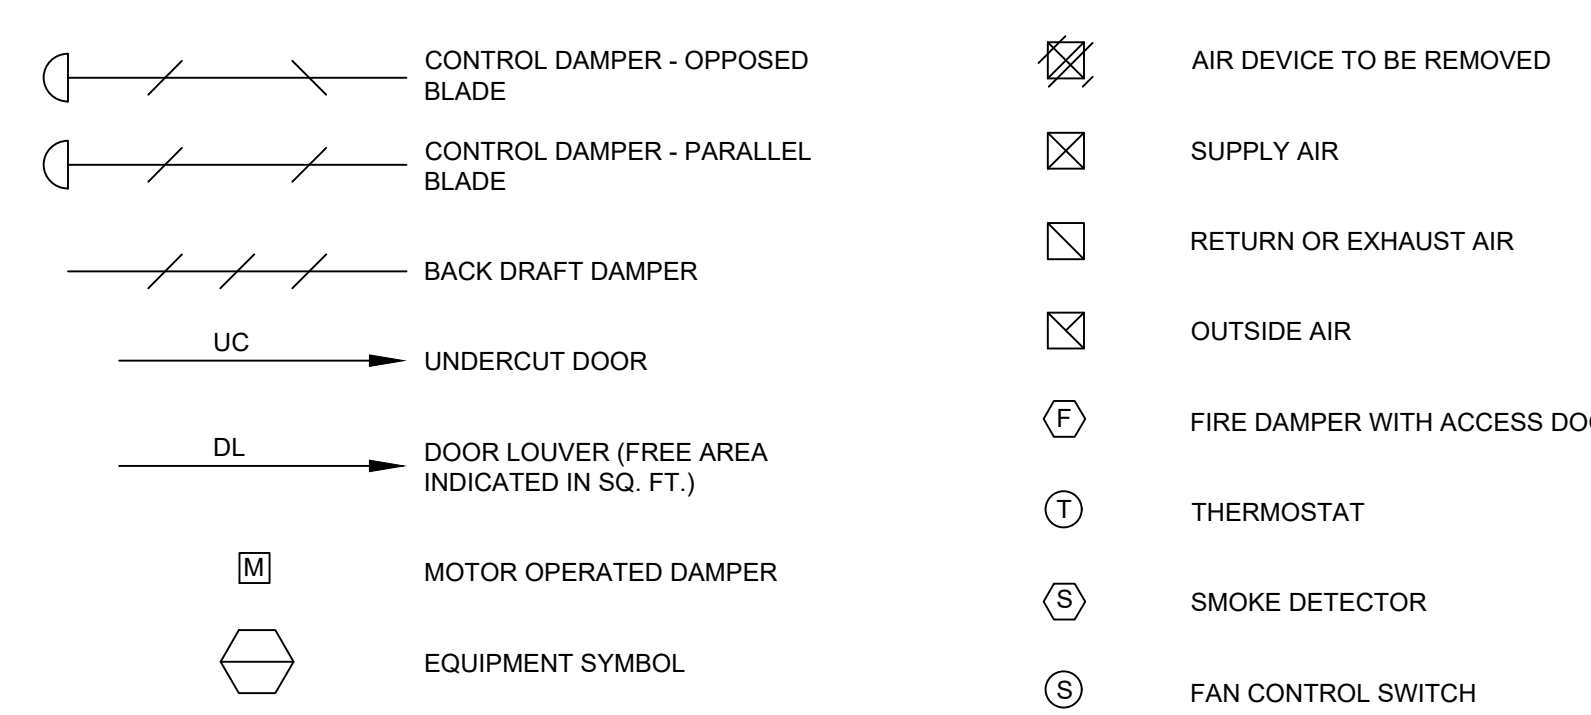 CONTROL DAMPER - OPPOSED
BLADE
CONTROL DAMPER - PARALLEL
BLADE
BACK DRAFT DAMPER
UC
UNDERCUT DOOR
DL
DOOR LOUVER (FREE AREA
INDICATED IN SQ. FT.)
M
MOTOR OPERATED DAMPER
EQUIPMENT SYMBOL
AIR DEVICE TO BE REMOVED
SUPPLY AIR
RETURN OR EXHAUST AIR
OUTSIDE AIR
F
FIRE DAMPER WITH ACCESS
T
THERMOSTAT
S
SMOKE DETECTOR
S
FAN CONTROL SWITCH